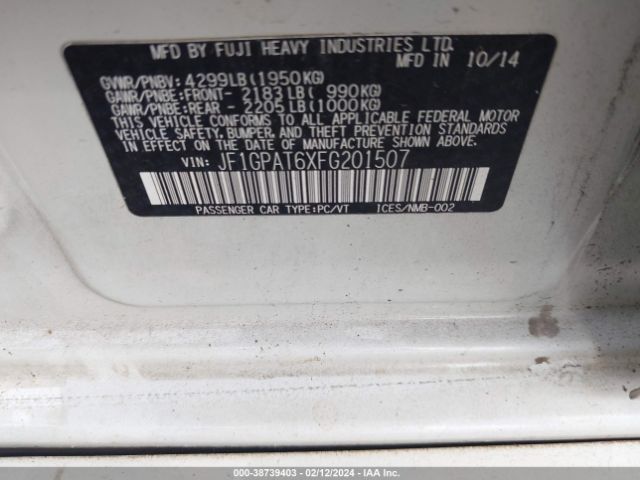 MFD BY FUJI HEAVY INDUSTRIES LTD.
MFD IN 10/14
GVWR/PNBV: 4299LB(1950KG)
GAWR/PNBE:FRONT- 2183LB( 990KG)
GAWR/PNBE:REAR - 2205LB(1000KG)
THIS VEHICLE CONFORMS TO ALL APPLICABLE FEDERAL MOTOR
VEHICLE SAFETY, BUMPER, AND THEFT PREVENTION STANDARDS
IN EFFECT ON THE DATE OF MANUFACTURE SHOWN ABOVE.
VIN: JF1GPAT6XFG201507
PASSENGER CAR TYPE:PC/VT ICES/NMB-002
000-38739403 - 02/12/2024 - IAA Inc.